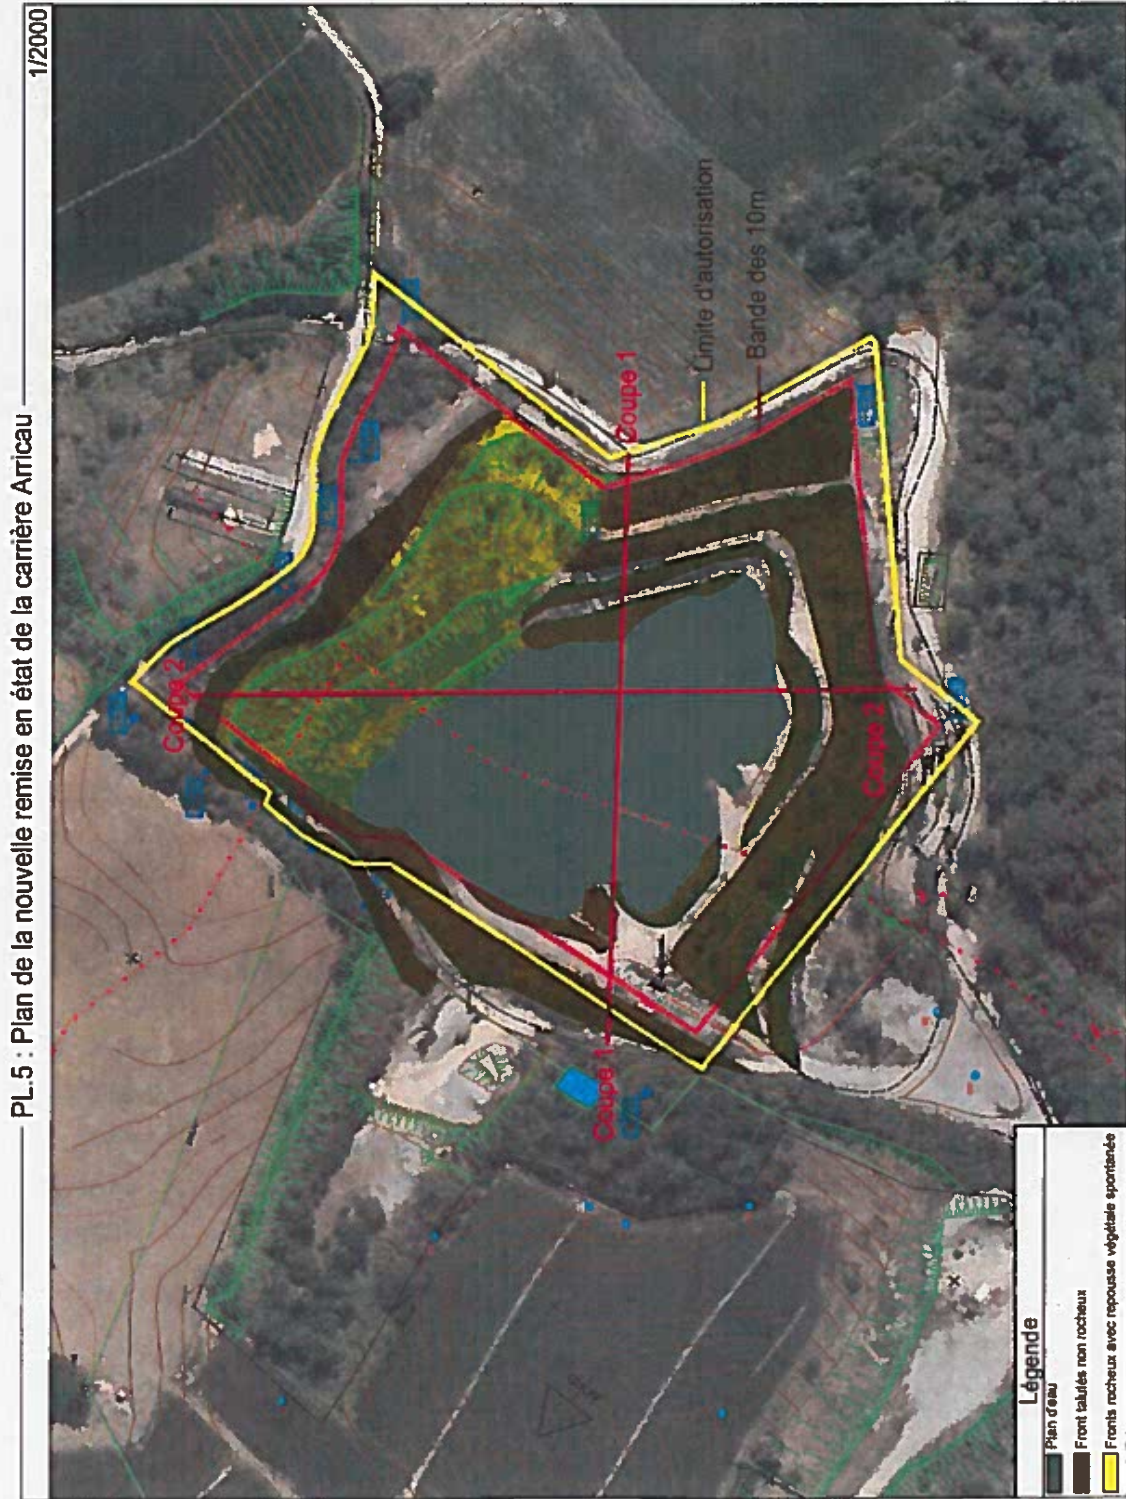 PL.5 : Plan de la nouvelle remise en état de la carrière Arricau
1/2000
Coupe 2
Coupe 1
Limite d'autorisation
Bande des 10m
Coupe 2
Coupe 1
Légende
Plan d'eau
Front talutés non rocheux
Fronts rocheux avec repousse végétale spontanée